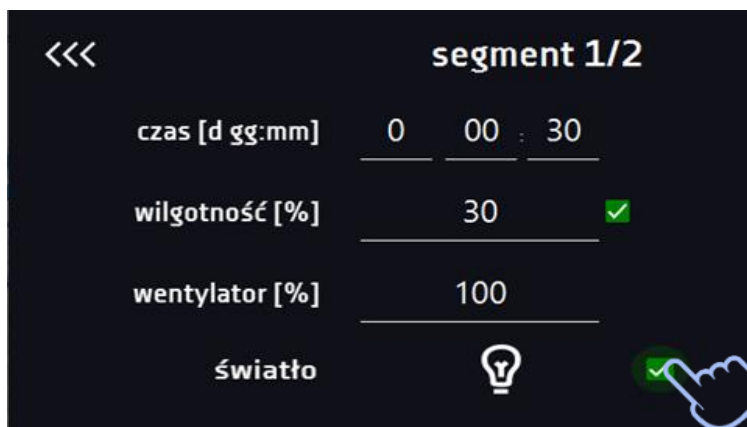 <<< segment 1/2
czas [d gg:mm] 0 00 : 30
wilgotność [%] 30
wentylator [%] 100
światło